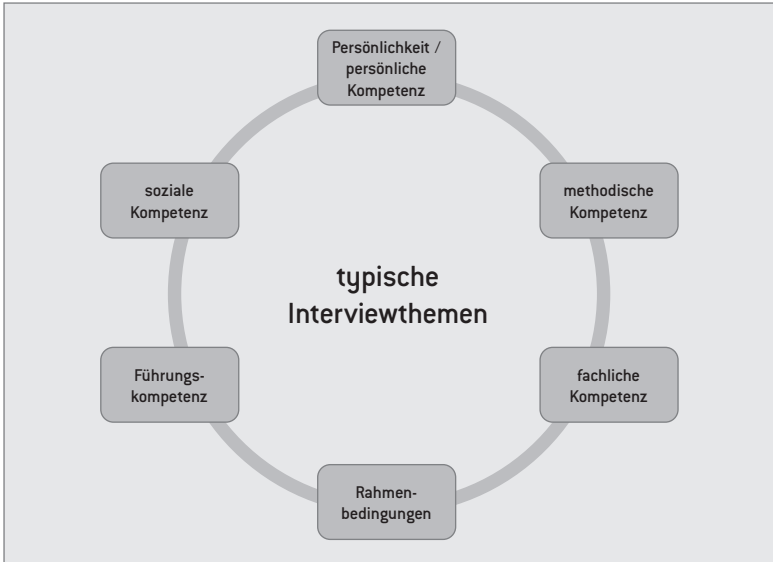 Persönlichkeit /
persönliche
Kompetenz
soziale
Kompetenz
methodische
Kompetenz
typische
Interviewthemen
Führungs-
kompetenz
fachliche
Kompetenz
Rahmen-
bedingungen